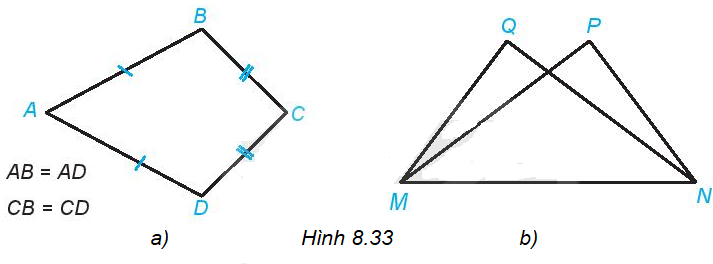 B
A
C
D
AB = AD
CB = CD
a)
Q P
M
N
b)
Hình 8.33